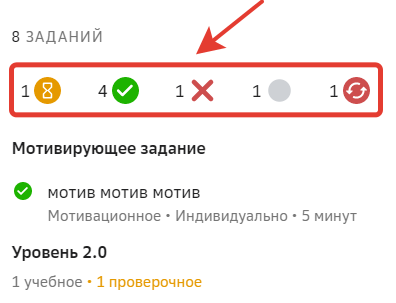 8 ЗАДАНИЙ
1 4 1 1 1
Мотивирующее задание
мотив мотив мотив
Мотивационное • Индивидуально • 5 минут
Уровень 2.0
1 учебное • 1 проверочное